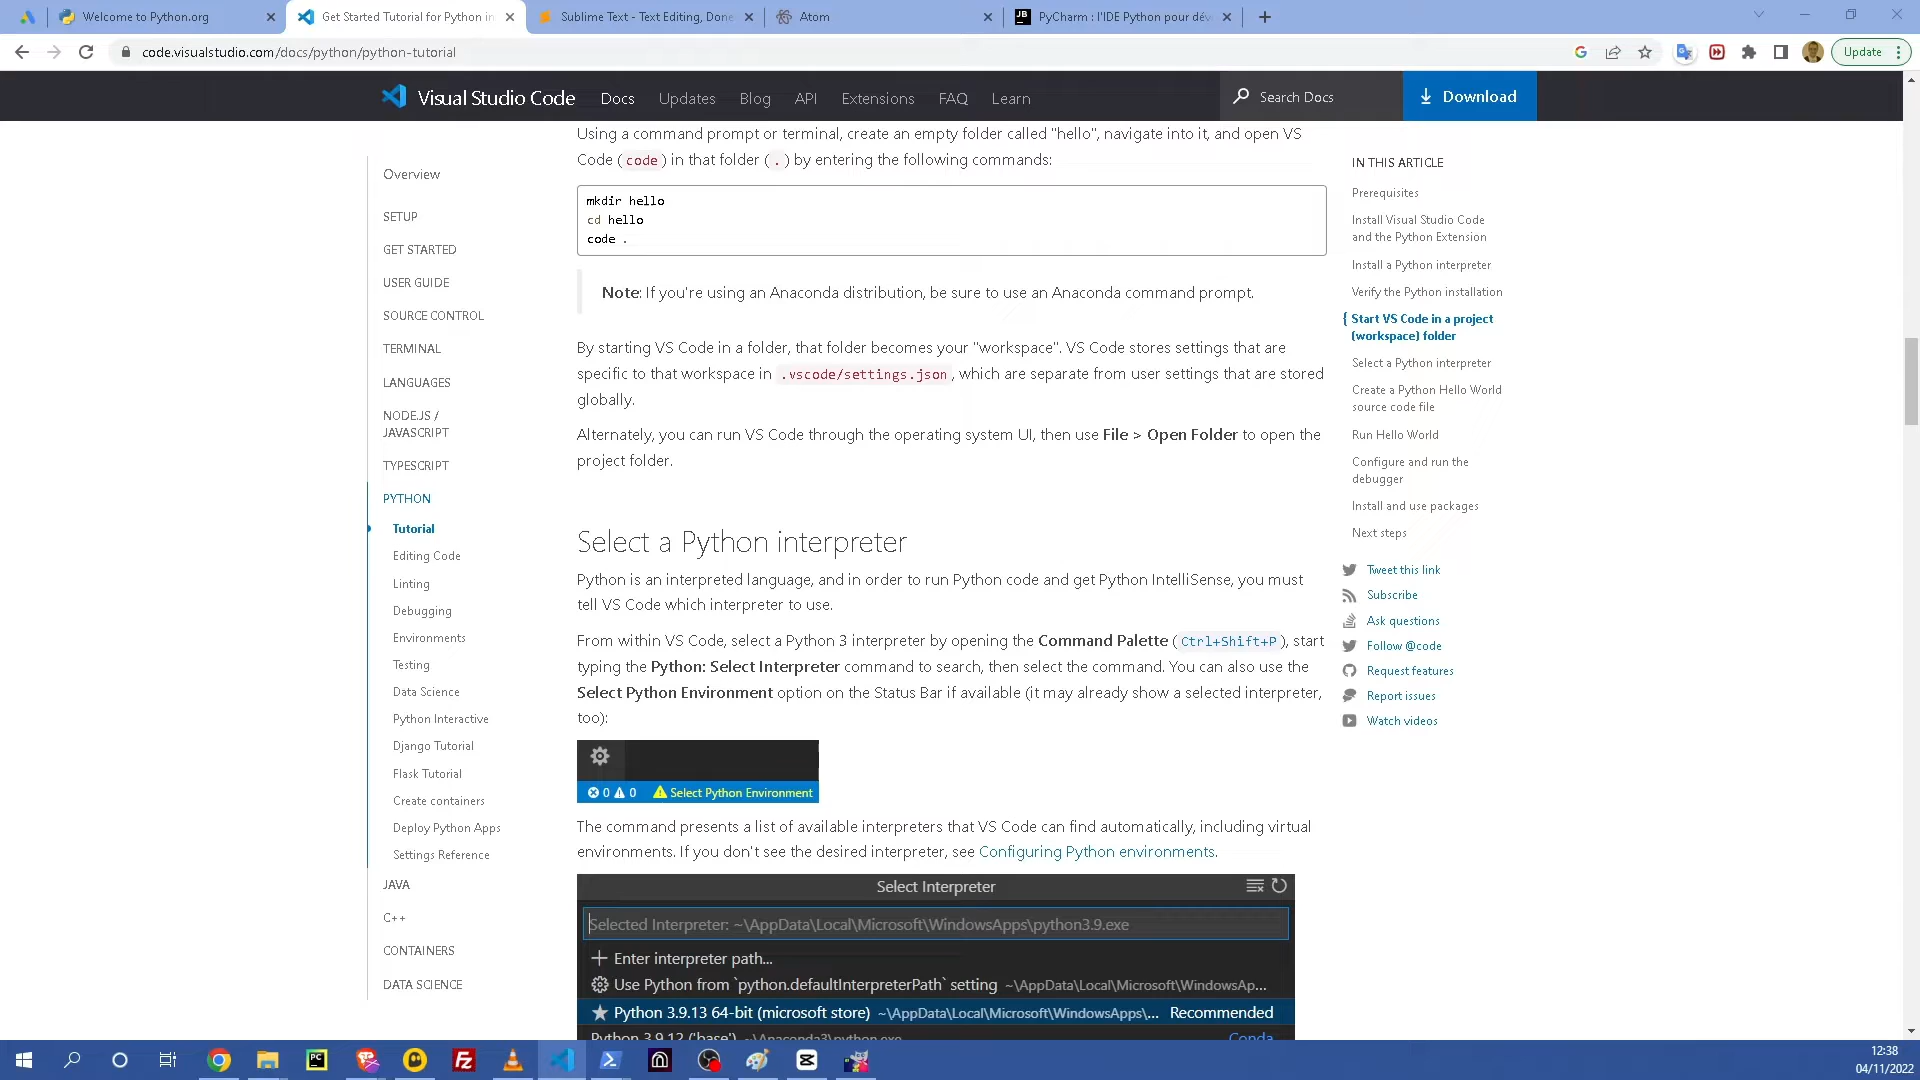 Welcome to Python.org
Get Started Tutorial for Python in
Sublime Text - Text Editing, Done
Atom
PyCharm : l'IDE Python pour dév
code.visualstudio.com/docs/python/python-tutorial
Update
Visual Studio Code
Docs
Updates
Blog
API
Extensions
FAQ
Learn
Search Docs
Download
Overview
SETUP
GET STARTED
USER GUIDE
SOURCE CONTROL
TERMINAL
LANGUAGES
NODE.JS /
JAVASCRIPT
TYPESCRIPT
PYTHON
Tutorial
Editing Code
Linting
Debugging
Environments
Testing
Data Science
Python Interactive
Django Tutorial
Flask Tutorial
Create containers
Deploy Python Apps
Settings Reference
JAVA
C++
CONTAINERS
DATA SCIENCE
Using a command prompt or terminal, create an empty folder called "hello", navigate into it, and open VS
Code (code) in that folder (.) by entering the following commands:
mkdir hello
cd hello
code .
Note: If you're using an Anaconda distribution, be sure to use an Anaconda command prompt.
By starting VS Code in a folder, that folder becomes your "workspace". VS Code stores settings that are
specific to that workspace in .vscode/settings.json, which are separate from user settings that are stored
globally.
Alternately, you can run VS Code through the operating system UI, then use File > Open Folder to open the
project folder.
Select a Python interpreter
Python is an interpreted language, and in order to run Python code and get Python IntelliSense, you must
tell VS Code which interpreter to use.
From within VS Code, select a Python 3 interpreter by opening the Command Palette (Ctrl+Shift+P), start
typing the Python: Select Interpreter command to search, then select the command. You can also use the
Select Python Environment option on the Status Bar if available (it may already show a selected interpreter,
too):
0 0 Select Python Environment
The command presents a list of available interpreters that VS Code can find automatically, including virtual
environments. If you don't see the desired interpreter, see Configuring Python environments.
Select Interpreter
Selected Interpreter: ~\AppData\Local\Microsoft\WindowsApps\python3.9.exe
Enter interpreter path...
Use Python from `python.defaultInterpreterPath` setting ~\AppData\Local\Microsoft\WindowsAp...
Python 3.9.13 64-bit (microsoft store) ~\AppData\Local\Microsoft\WindowsApps\... Recommended
Python 3.9.12 ('base') ~\Anaconda3\python.exe Conda
IN THIS ARTICLE
Prerequisites
Install Visual Studio Code
and the Python Extension
Install a Python interpreter
Verify the Python installation
Start VS Code in a project
(workspace) folder
Select a Python interpreter
Create a Python Hello World
source code file
Run Hello World
Configure and run the
debugger
Install and use packages
Next steps
Tweet this link
Subscribe
Ask questions
Follow @code
Request features
Report issues
Watch videos
12:38
04/11/2022